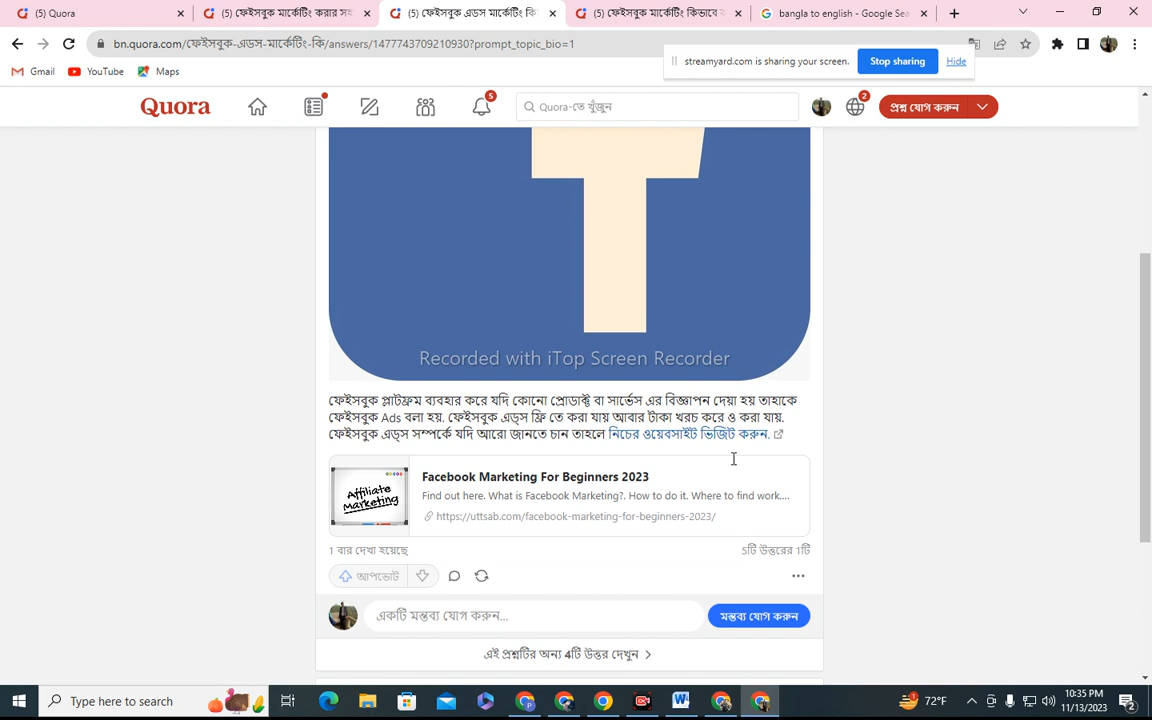 (5) Quora
(5) ফেইসবুক মার্কেটিং করার সহ
(5) ফেইসবুক এডস মার্কেটিং কি
(5) ফেইসবুক মার্কেটিং কিভাবে ব
bangla to english - Google Sea
bn.quora.com/ফেইসবুক-এডস-মার্কেটিং-কি/answers/1477743709210930?prompt_topic_bio=1
streamyard.com is sharing your screen.
Stop sharing
Hide
Gmail
YouTube
Maps
Quora
5
Quora-তে খুঁজুন
2
প্রশ্ন যোগ করুন
Recorded with iTop Screen Recorder
ফেইসবুক প্লাটফ্রম ব্যবহার করে যদি কোনো প্রোডাক্ট বা সার্ভেস এর বিজ্ঞাপন দেয়া হয় তাহাকে
ফেইসবুক Ads বলা হয়. ফেইসবুক এড্স ফ্রি তে করা যায় আবার টাকা খরচ করে ও করা যায়.
ফেইসবুক এড্স সম্পর্কে যদি আরো জানতে চান তাহলে নিচের ওয়েবসাইট ভিজিট করুন.
Affiliate
Marketing
Facebook Marketing For Beginners 2023
Find out here. What is Facebook Marketing?. How to do it. Where to find work....
https://uttsab.com/facebook-marketing-for-beginners-2023/
1 বার দেখা হয়েছে
5টি উত্তরের 1টি
আপভোট
একটি মন্তব্য যোগ করুন...
মন্তব্য যোগ করুন
এই প্রশ্নটির অন্য 4টি উত্তর দেখুন
Type here to search
72°F
10:35 PM
11/13/2023
2